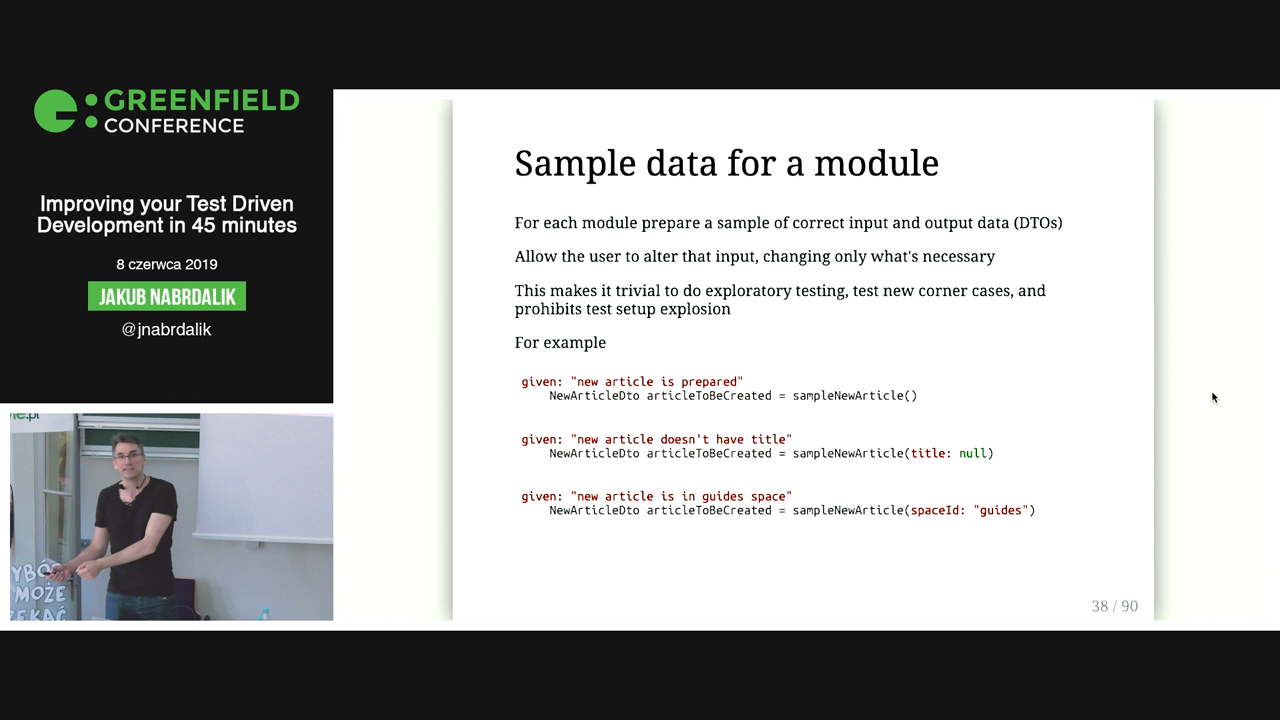 GREENFIELD
CONFERENCE
Improving your Test Driven
Development in 45 minutes
8 czerwca 2019
JAKUB NABRDALIK
@jnabrdalik
Sample data for a module
For each module prepare a sample of correct input and output data (DTOs)
Allow the user to alter that input, changing only what's necessary
This makes it trivial to do exploratory testing, test new corner cases, and
prohibits test setup explosion
For example
given: "new article is prepared"
NewArticleDto articleToBeCreated = sampleNewArticle()
given: "new article doesn't have title"
NewArticleDto articleToBeCreated = sampleNewArticle(title: null)
given: "new article is in guides space"
NewArticleDto articleToBeCreated = sampleNewArticle(spaceId: "guides")
38 / 90
MOŻE